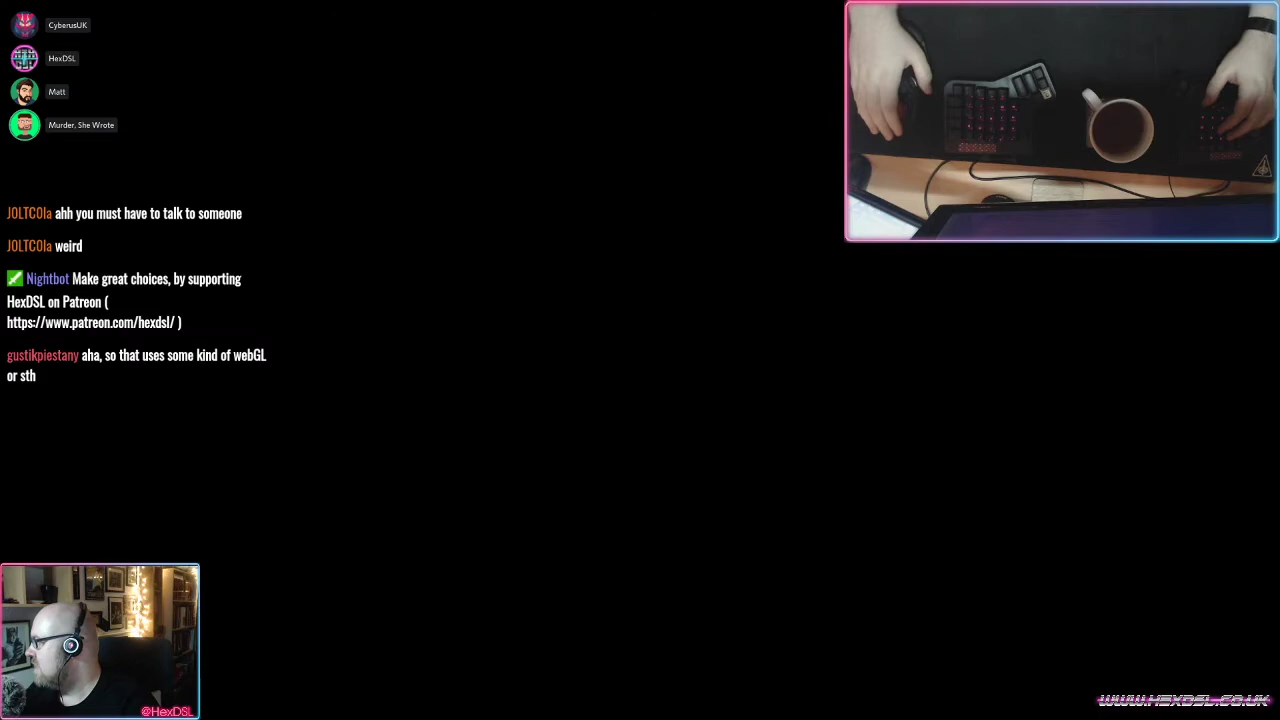 CyberusUK
HexDSL
Matt
Murder, She Wrote
J0LTC0la ahh you must have to talk to someone
J0LTC0la weird
Nightbot Make great choices, by supporting
HexDSL on Patreon (
https://www.patreon.com/hexdsl/ )
gustikpiestany aha, so that uses some kind of webGL
or sth
@HexDSL
WWW.HEXDSL.CO.UK